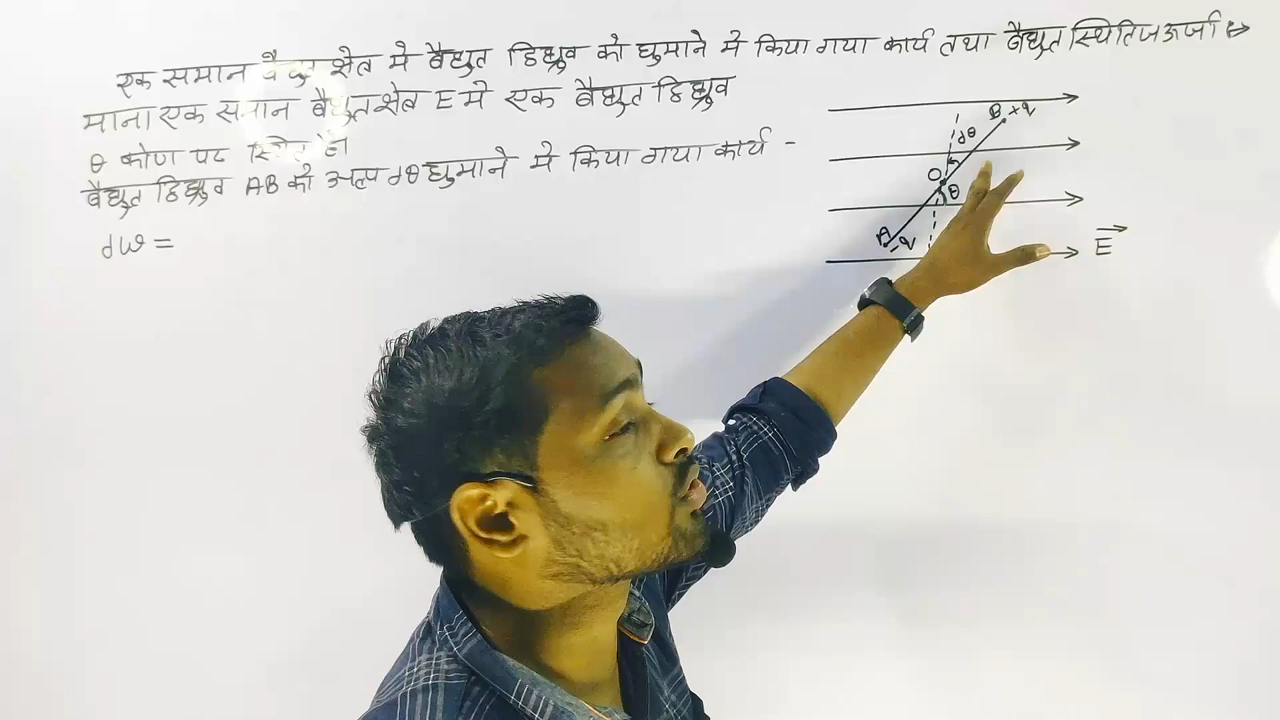 एक समान वैद्युत क्षेत्र मे वैद्युत द्विध्रुव को घुमाने मे किया गया कार्य तथा वैद्युत स्थितिज ऊर्जा →
माना एक समान वैद्युत क्षेत्र E मे एक वैद्युत द्विध्रुव
θ कोण पर स्थित है
वैद्युत द्विध्रुव AB को अल्प dθ घुमाने मे किया गया कार्य -
dW =
B +q
dθ
O
θ
A
-q
E